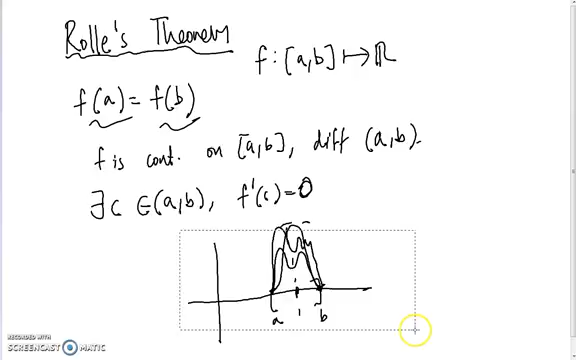 Rolle's Theorem
f : [a,b] ↦ ℝ
f(a) = f(b)
f is cont. on [a,b], diff (a,b).
∃c ∈ (a,b), f'(c) = 0
a b
RECORDED WITH
SCREENCAST MATIC